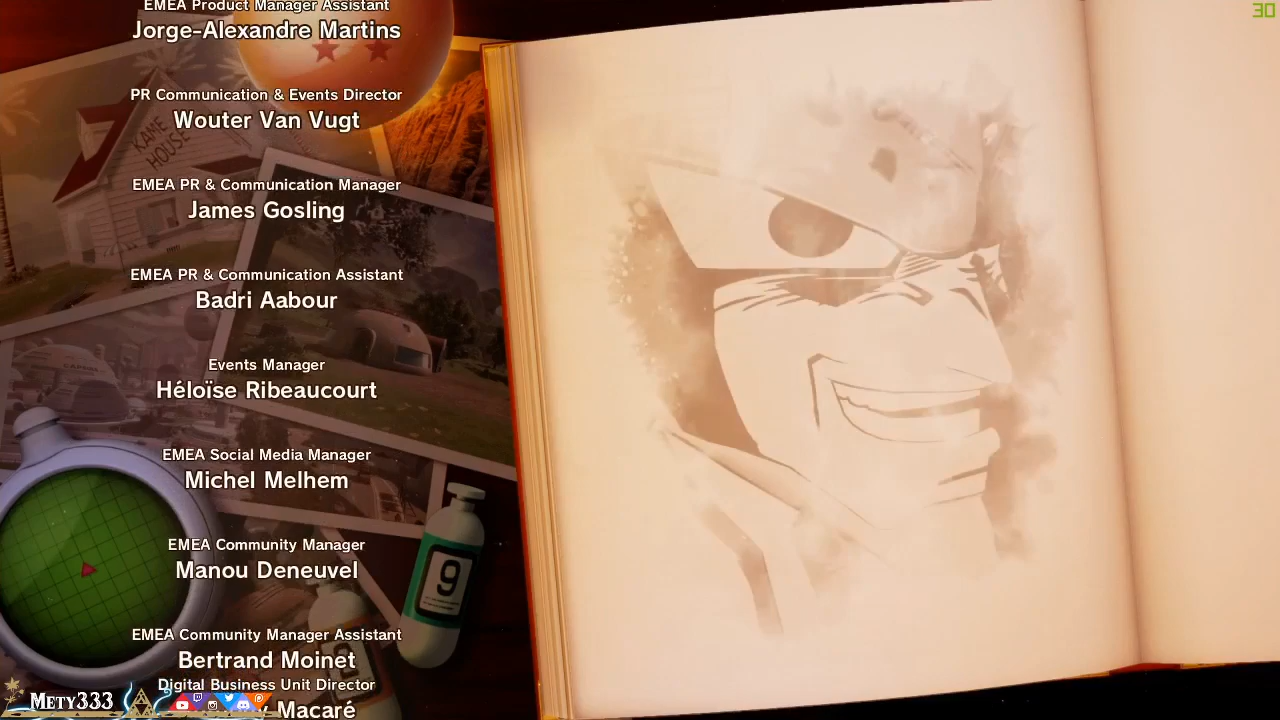 30
EMEA Product Manager Assistant
Jorge-Alexandre Martins
PR Communication & Events Director
Wouter Van Vugt
KAME
HOUSE
EMEA PR & Communication Manager
James Gosling
EMEA PR & Communication Assistant
Badri Aabour
Events Manager
Héloïse Ribeaucourt
EMEA Social Media Manager
Michel Melhem
EMEA Community Manager
Manou Deneuvel
9
EMEA Community Manager Assistant
Bertrand Moinet
Digital Business Unit Director
Macaré
METY333